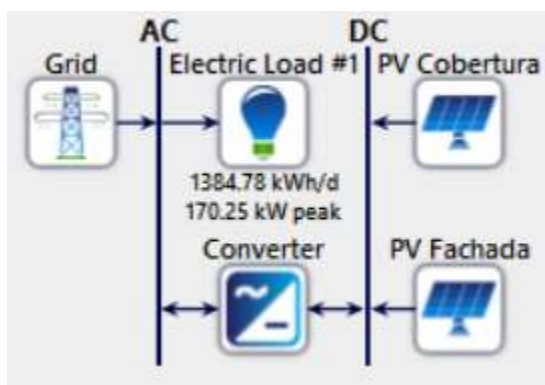 AC DC
Grid Electric Load #1 PV Cobertura
1384.78 kWh/d
170.25 kW peak
Converter PV Fachada